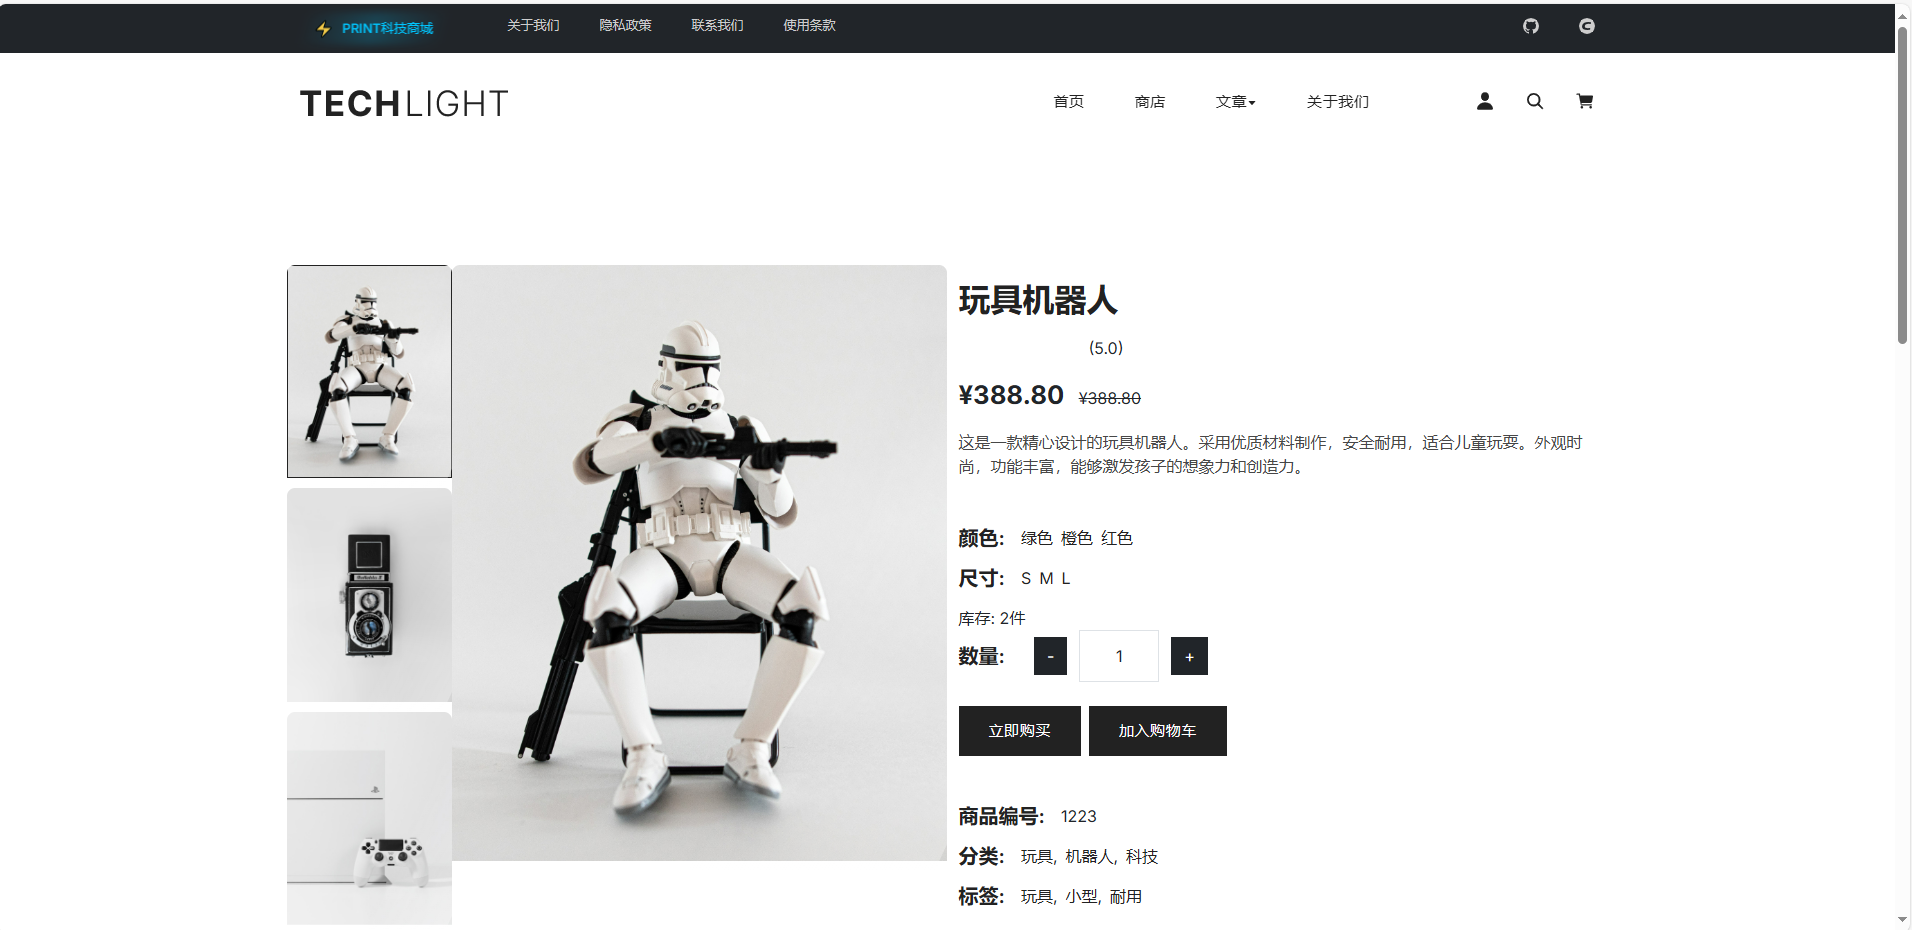 PRINT科技商城 关于我们 隐私政策 联系我们 使用条款
TECHLIGHT 首页 商店 文章 关于我们
玩具机器人
(5.0)
¥388.80 ¥388.80
这是一款精心设计的玩具机器人。采用优质材料制作，安全耐用，适合儿童玩耍。外观时
尚，功能丰富，能够激发孩子的想象力和创造力。
颜色: 绿色 橙色 红色
尺寸: S M L
库存: 2件
数量: - 1 +
立即购买 加入购物车
商品编号: 1223
分类: 玩具, 机器人, 科技
标签: 玩具, 小型, 耐用